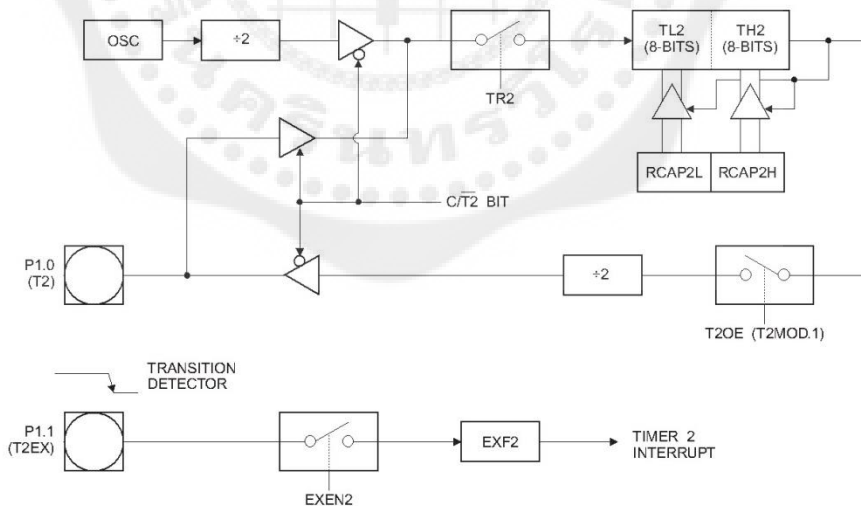 OSC
÷2
TR2
TL2
(8-BITS)
TH2
(8-BITS)
RCAP2L
RCAP2H
C/T2 BIT
P1.0
(T2)
÷2
T2OE (T2MOD.1)
TRANSITION
DETECTOR
P1.1
(T2EX)
EXEN2
EXF2
TIMER 2
INTERRUPT